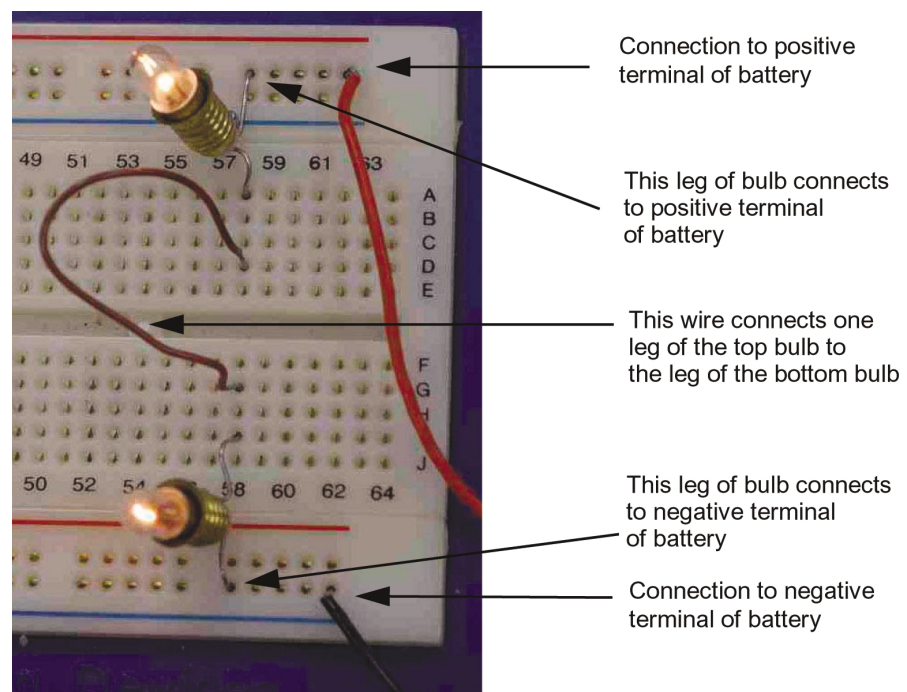 Connection to positive
terminal of battery
This leg of bulb connects
to positive terminal
of battery
49 51 53 55 57 59 61 63
A
B
C
D
E
This wire connects one
leg of the top bulb to
the leg of the bottom bulb
F
G
H
J
50 52 54 58 60 62 64
This leg of bulb connects
to negative terminal
of battery
Connection to negative
terminal of battery